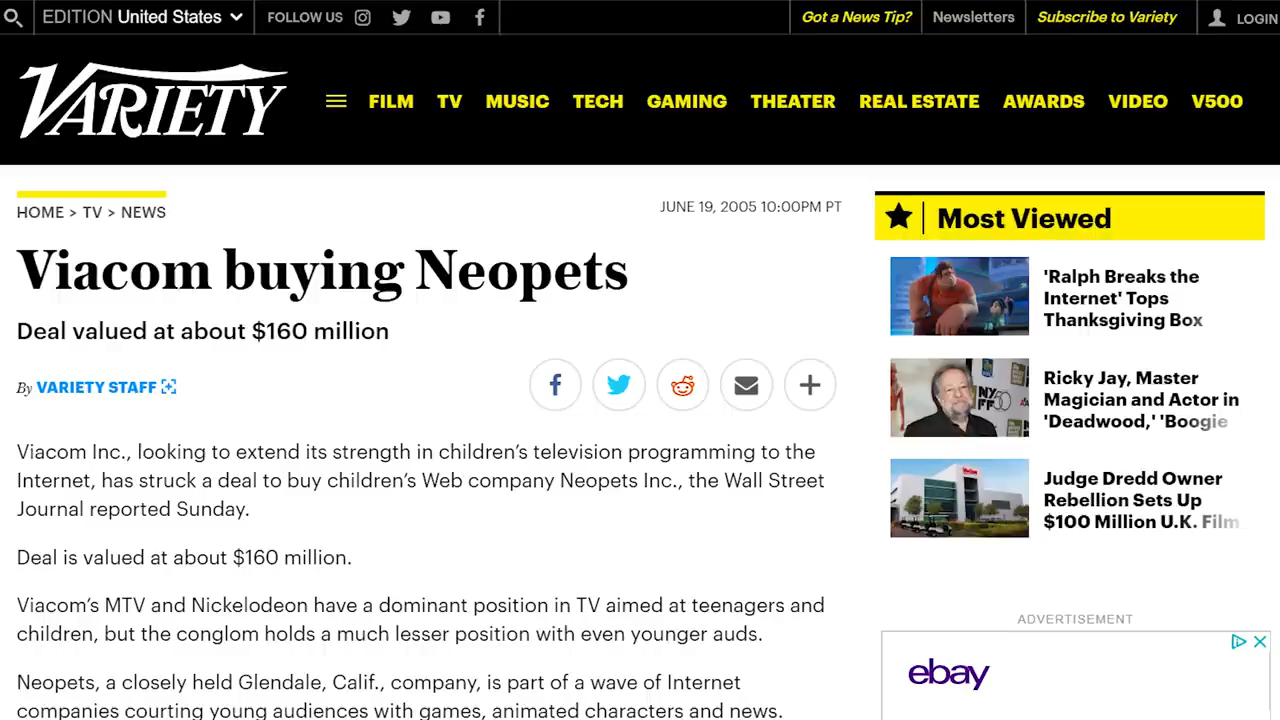 EDITION United States
FOLLOW US
Got a News Tip?
Newsletters
Subscribe to Variety
LOGIN
VARIETY
FILM TV MUSIC TECH GAMING THEATER REAL ESTATE AWARDS VIDEO V500
HOME > TV > NEWS
JUNE 19, 2005 10:00PM PT
Viacom buying Neopets
Deal valued at about $160 million
By VARIETY STAFF
Viacom Inc., looking to extend its strength in children’s television programming to the
Internet, has struck a deal to buy children’s Web company Neopets Inc., the Wall Street
Journal reported Sunday.
Deal is valued at about $160 million.
Viacom’s MTV and Nickelodeon have a dominant position in TV aimed at teenagers and
children, but the conglom holds a much lesser position with even younger auds.
Neopets, a closely held Glendale, Calif., company, is part of a wave of Internet
companies courting young audiences with games, animated characters and news.
Most Viewed
'Ralph Breaks the
Internet' Tops
Thanksgiving Box
NY
FF50
Ricky Jay, Master
Magician and Actor in
'Deadwood,' 'Boogie
Judge Dredd Owner
Rebellion Sets Up
$100 Million U.K. Film
ADVERTISEMENT
ebay